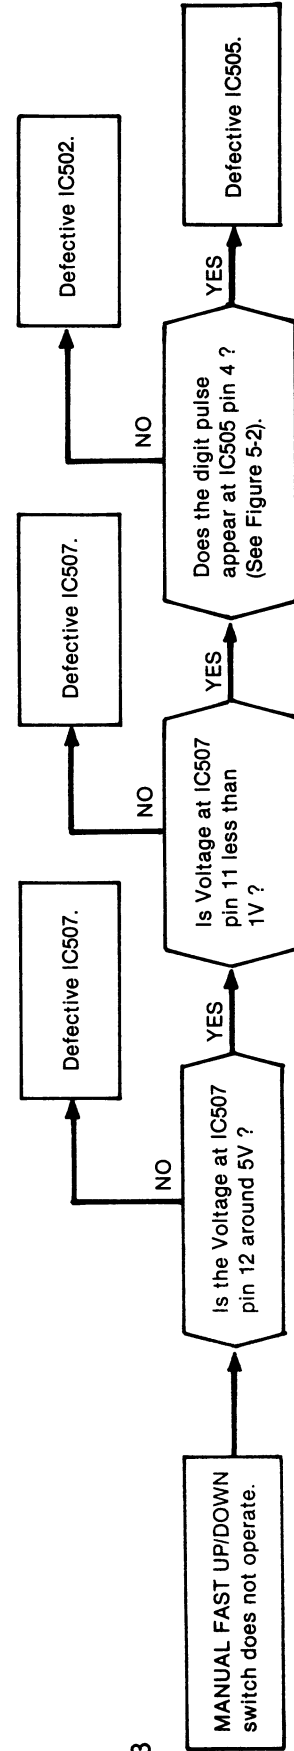 B
MANUAL FAST UP/DOWN
switch does not operate.
Is the Voltage at IC507
pin 12 around 5V ?
NO
Defective IC507.
YES
Is Voltage at IC507
pin 11 less than
1V ?
NO
Defective IC507.
YES
Does the digit pulse
appear at IC505 pin 4 ?
(See Figure 5-2).
NO
Defective IC502.
YES
Defective IC505.